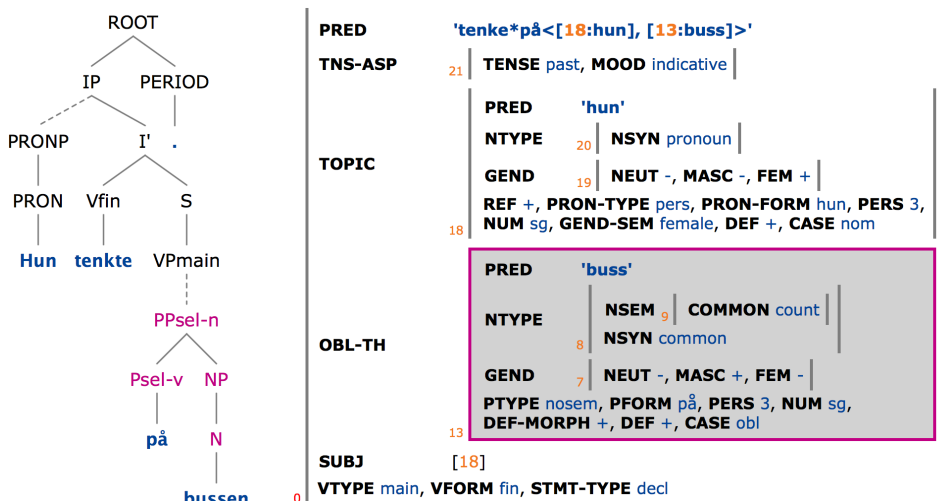 ROOT
IP PERIOD
PRONP I' .
PRON Vfin S
Hun tenkte VPmain
PPsel-n
Psel-v NP
på N
bussen
PRED 'tenke*på<[18:hun], [13:buss]>'
TNS-ASP 21 TENSE past, MOOD indicative
TOPIC
PRED 'hun'
NTYPE 20 NSYN pronoun
GEND 19 NEUT -, MASC -, FEM +
REF +, PRON-TYPE pers, PRON-FORM hun, PERS 3,
18 NUM sg, GEND-SEM female, DEF +, CASE nom
OBL-TH
PRED 'buss'
NTYPE
NSEM 9 COMMON count
8 NSYN common
GEND 7 NEUT -, MASC +, FEM -
PTYPE nosem, PFORM på, PERS 3, NUM sg,
13 DEF-MORPH +, DEF +, CASE obl
SUBJ [18]
0 VTYPE main, VFORM fin, STMT-TYPE decl